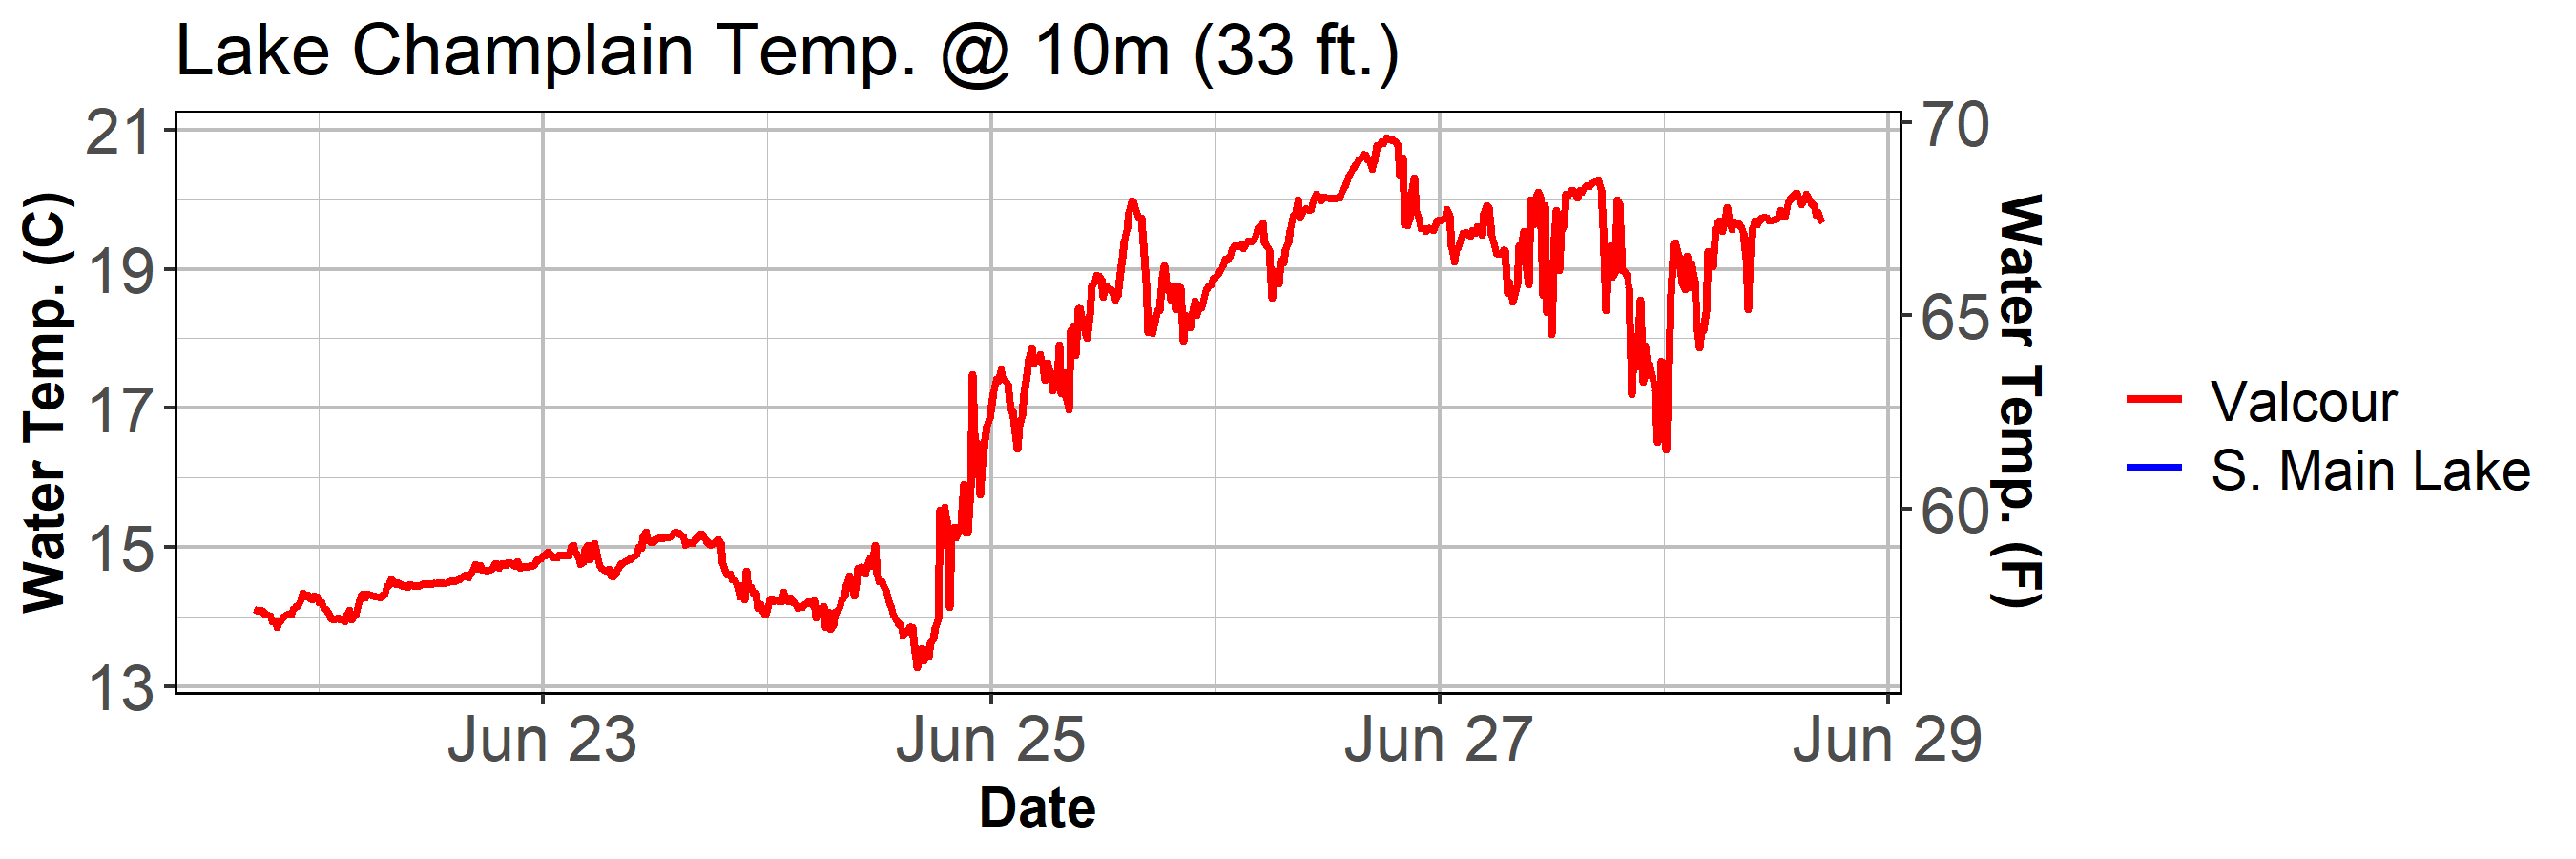 Lake Champlain Temp. @ 10m (33 ft.)
Water Temp. (C)
21
19
17
15
13
70
65
60
Water Temp. (F)
Jun 23
Jun 25
Jun 27
Jun 29
Date
Valcour
S. Main Lake